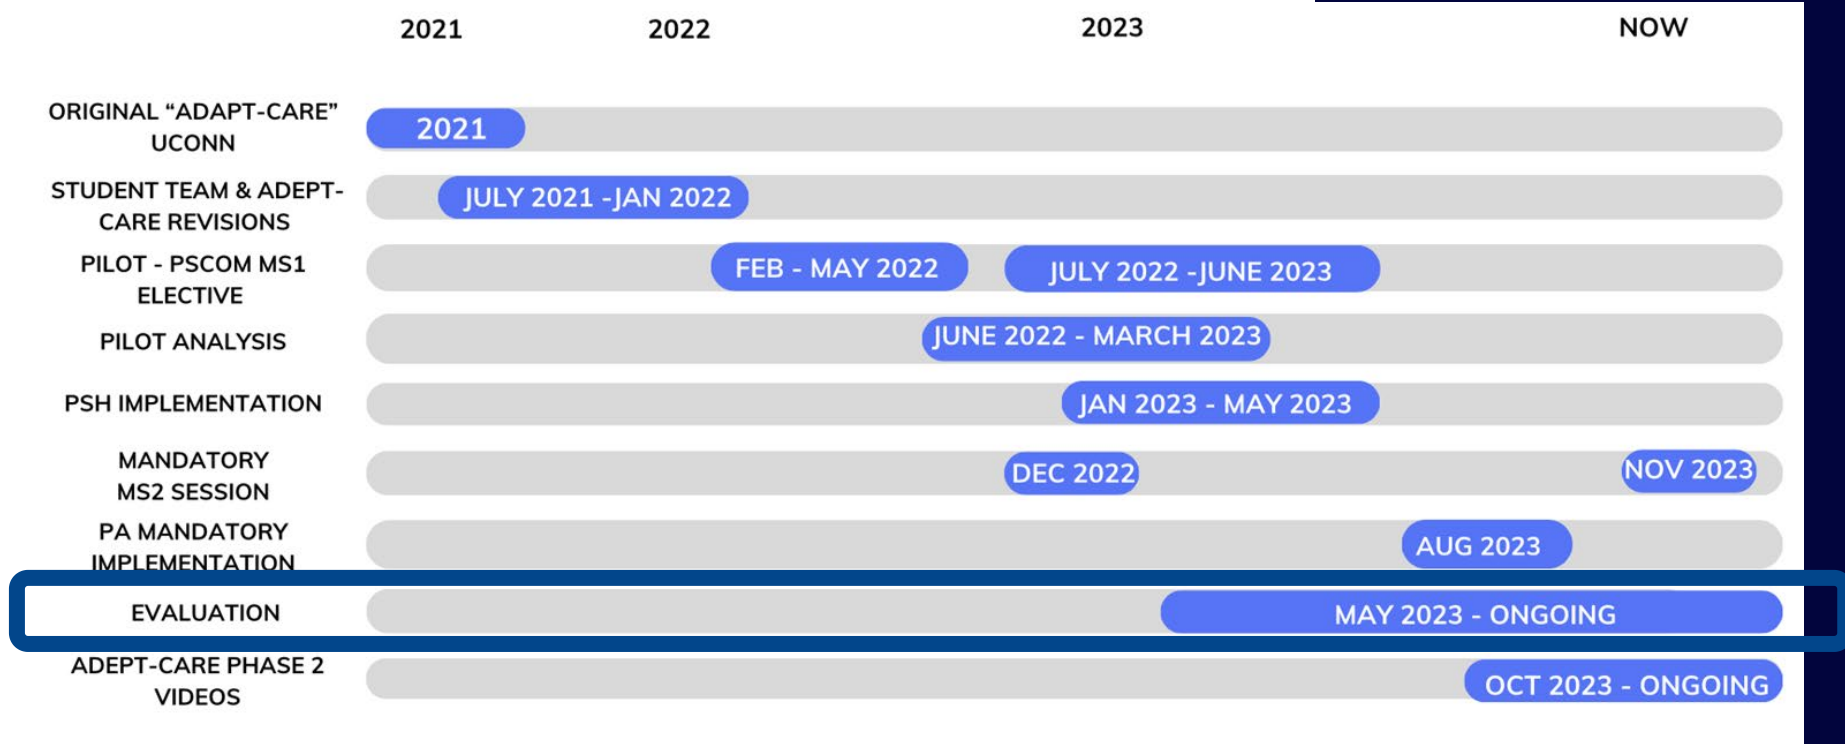 2021 2022 2023 NOW
ORIGINAL “ADAPT-CARE”
UCONN
2021
STUDENT TEAM & ADEPT-
CARE REVISIONS
JULY 2021 -JAN 2022
PILOT - PSCOM MS1
ELECTIVE
FEB - MAY 2022
JULY 2022 -JUNE 2023
PILOT ANALYSIS
JUNE 2022 - MARCH 2023
PSH IMPLEMENTATION
JAN 2023 - MAY 2023
MANDATORY
MS2 SESSION
DEC 2022
NOV 2023
PA MANDATORY
IMPLEMENTATION
AUG 2023
EVALUATION
MAY 2023 - ONGOING
ADEPT-CARE PHASE 2
VIDEOS
OCT 2023 - ONGOING